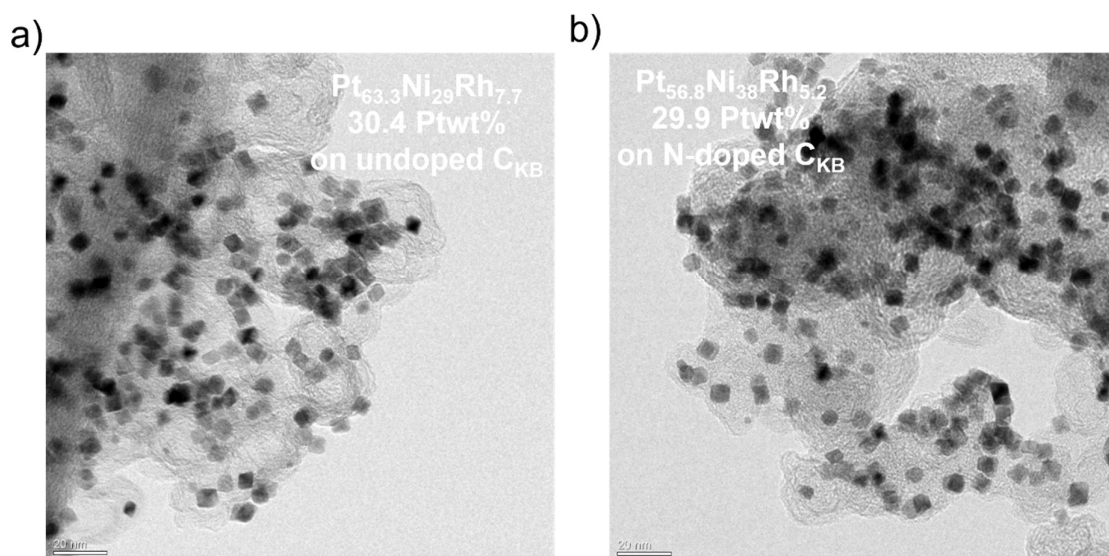 a)
b)
Pt63.3Ni29Rh7.7
30.4 Ptwt%
on undoped CKB
Pt56.8Ni38Rh5.2
29.9 Ptwt%
on N-doped CKB
20 nm
20 nm